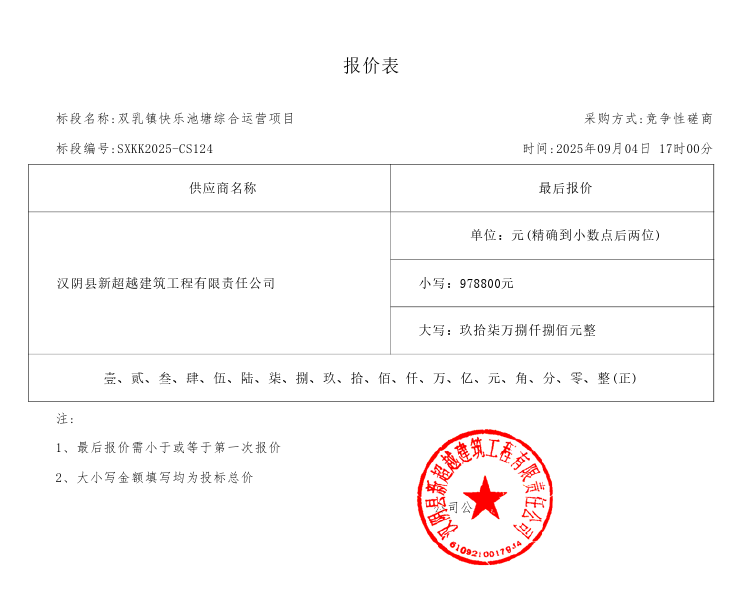 报价表
标段名称:双乳镇快乐池塘综合运营项目 采购方式:竞争性磋商
标段编号:SXKK2025-CS124 时间:2025年09月04日 17时00分
供应商名称 最后报价
单位：元(精确到小数点后两位)
汉阴县新超越建筑工程有限责任公司 小写：978800元
大写：玖拾柒万捌仟捌佰元整
壹、贰、叁、肆、伍、陆、柒、捌、玖、拾、佰、仟、万、亿、元、角、分、零、整(正)
注:
1、最后报价需小于或等于第一次报价
2、大小写金额填写均为投标总价
汉阴县新超越建筑工程有限责任公司
司公